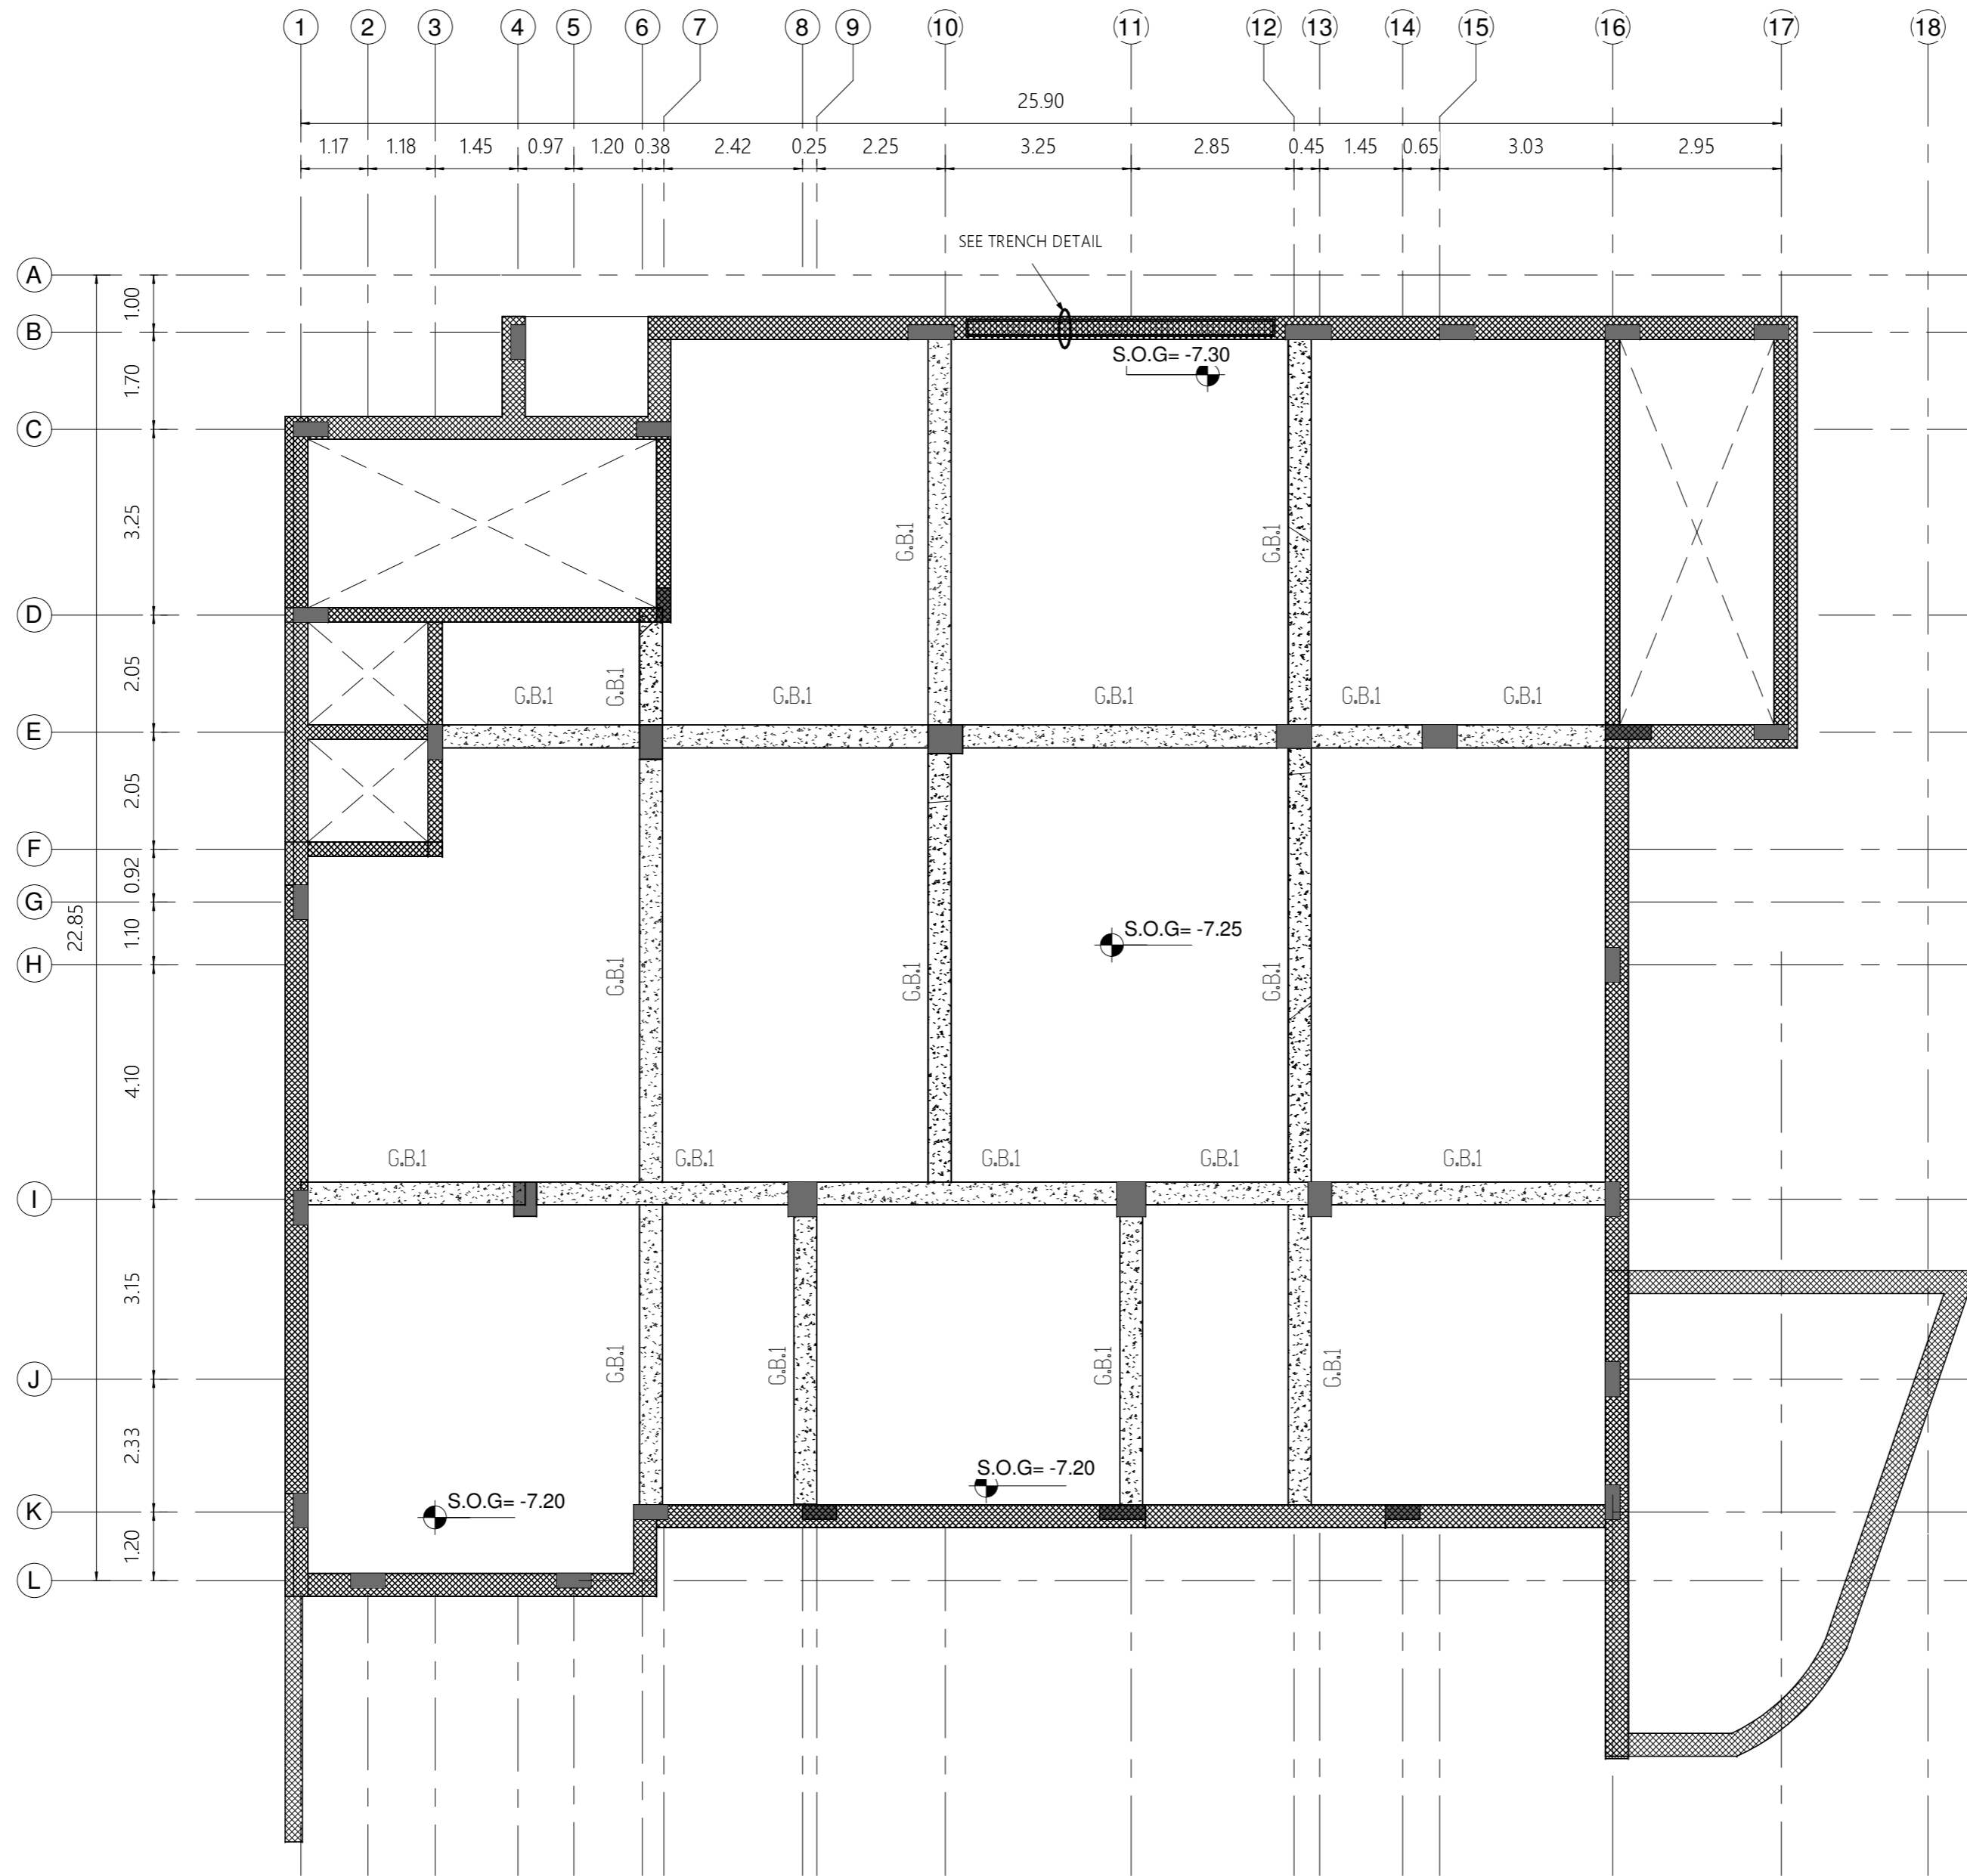 1 2 3 4 5 6 7 8 9 10 11 12 13 14 15 16 17 18
25.90
1.17 1.18 1.45 0.97 1.20 0.38 2.42 0.25 2.25 3.25 2.85 0.45 1.45 0.65 3.03 2.95
SEE TRENCH DETAIL
A
1.00
B
S.O.G= -7.30
1.70
C
3.25
G.B.1 G.B.1
D
2.05
G.B.1 G.B.1 G.B.1 G.B.1 G.B.1 G.B.1
E
2.05
F
0.92
G
22.85
1.10
S.O.G= -7.25
H
G.B.1 G.B.1 G.B.1
4.10
G.B.1 G.B.1 G.B.1 G.B.1 G.B.1
I
3.15
G.B.1 G.B.1 G.B.1 G.B.1
J
2.33
S.O.G= -7.20
S.O.G= -7.20
K
1.20
L